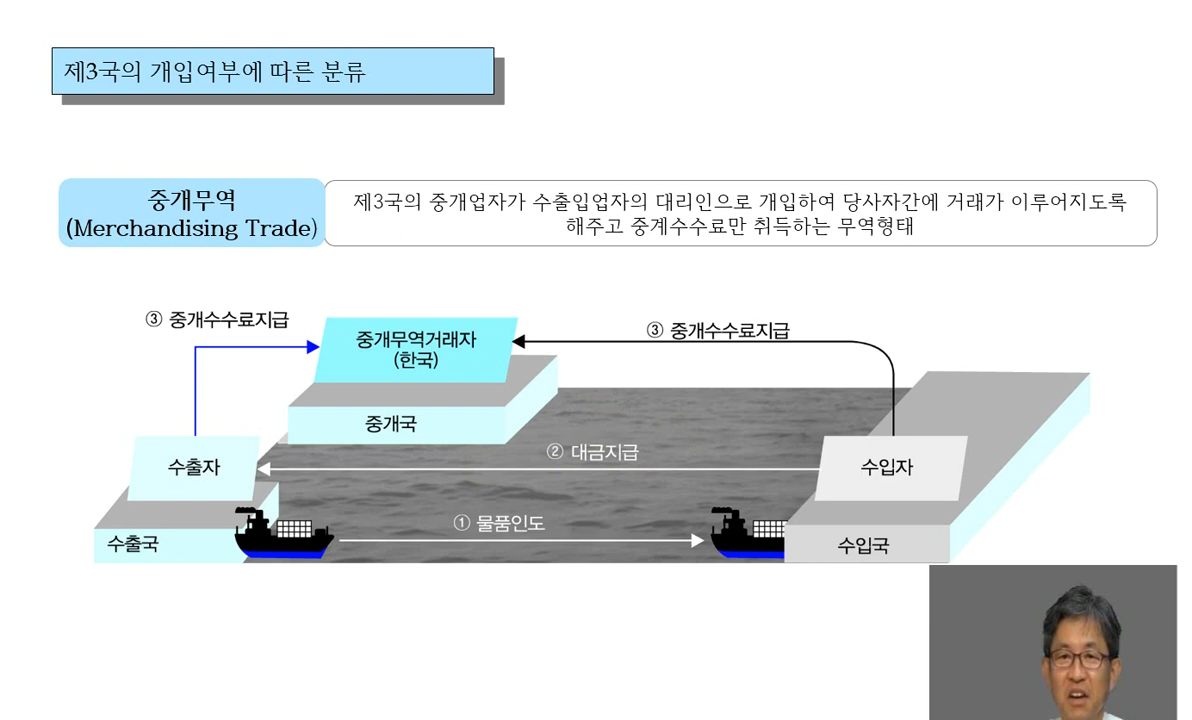 제3국의 개입여부에 따른 분류
중개무역
(Merchandising Trade)
제3국의 중개업자가 수출입업자의 대리인으로 개입하여 당사자간에 거래가 이루어지도록
해주고 중계수수료만 취득하는 무역형태
③ 중개수수료지급
중개무역거래자
(한국)
③ 중개수수료지급
중개국
수출자
② 대금지급
수입자
① 물품인도
수출국
수입국